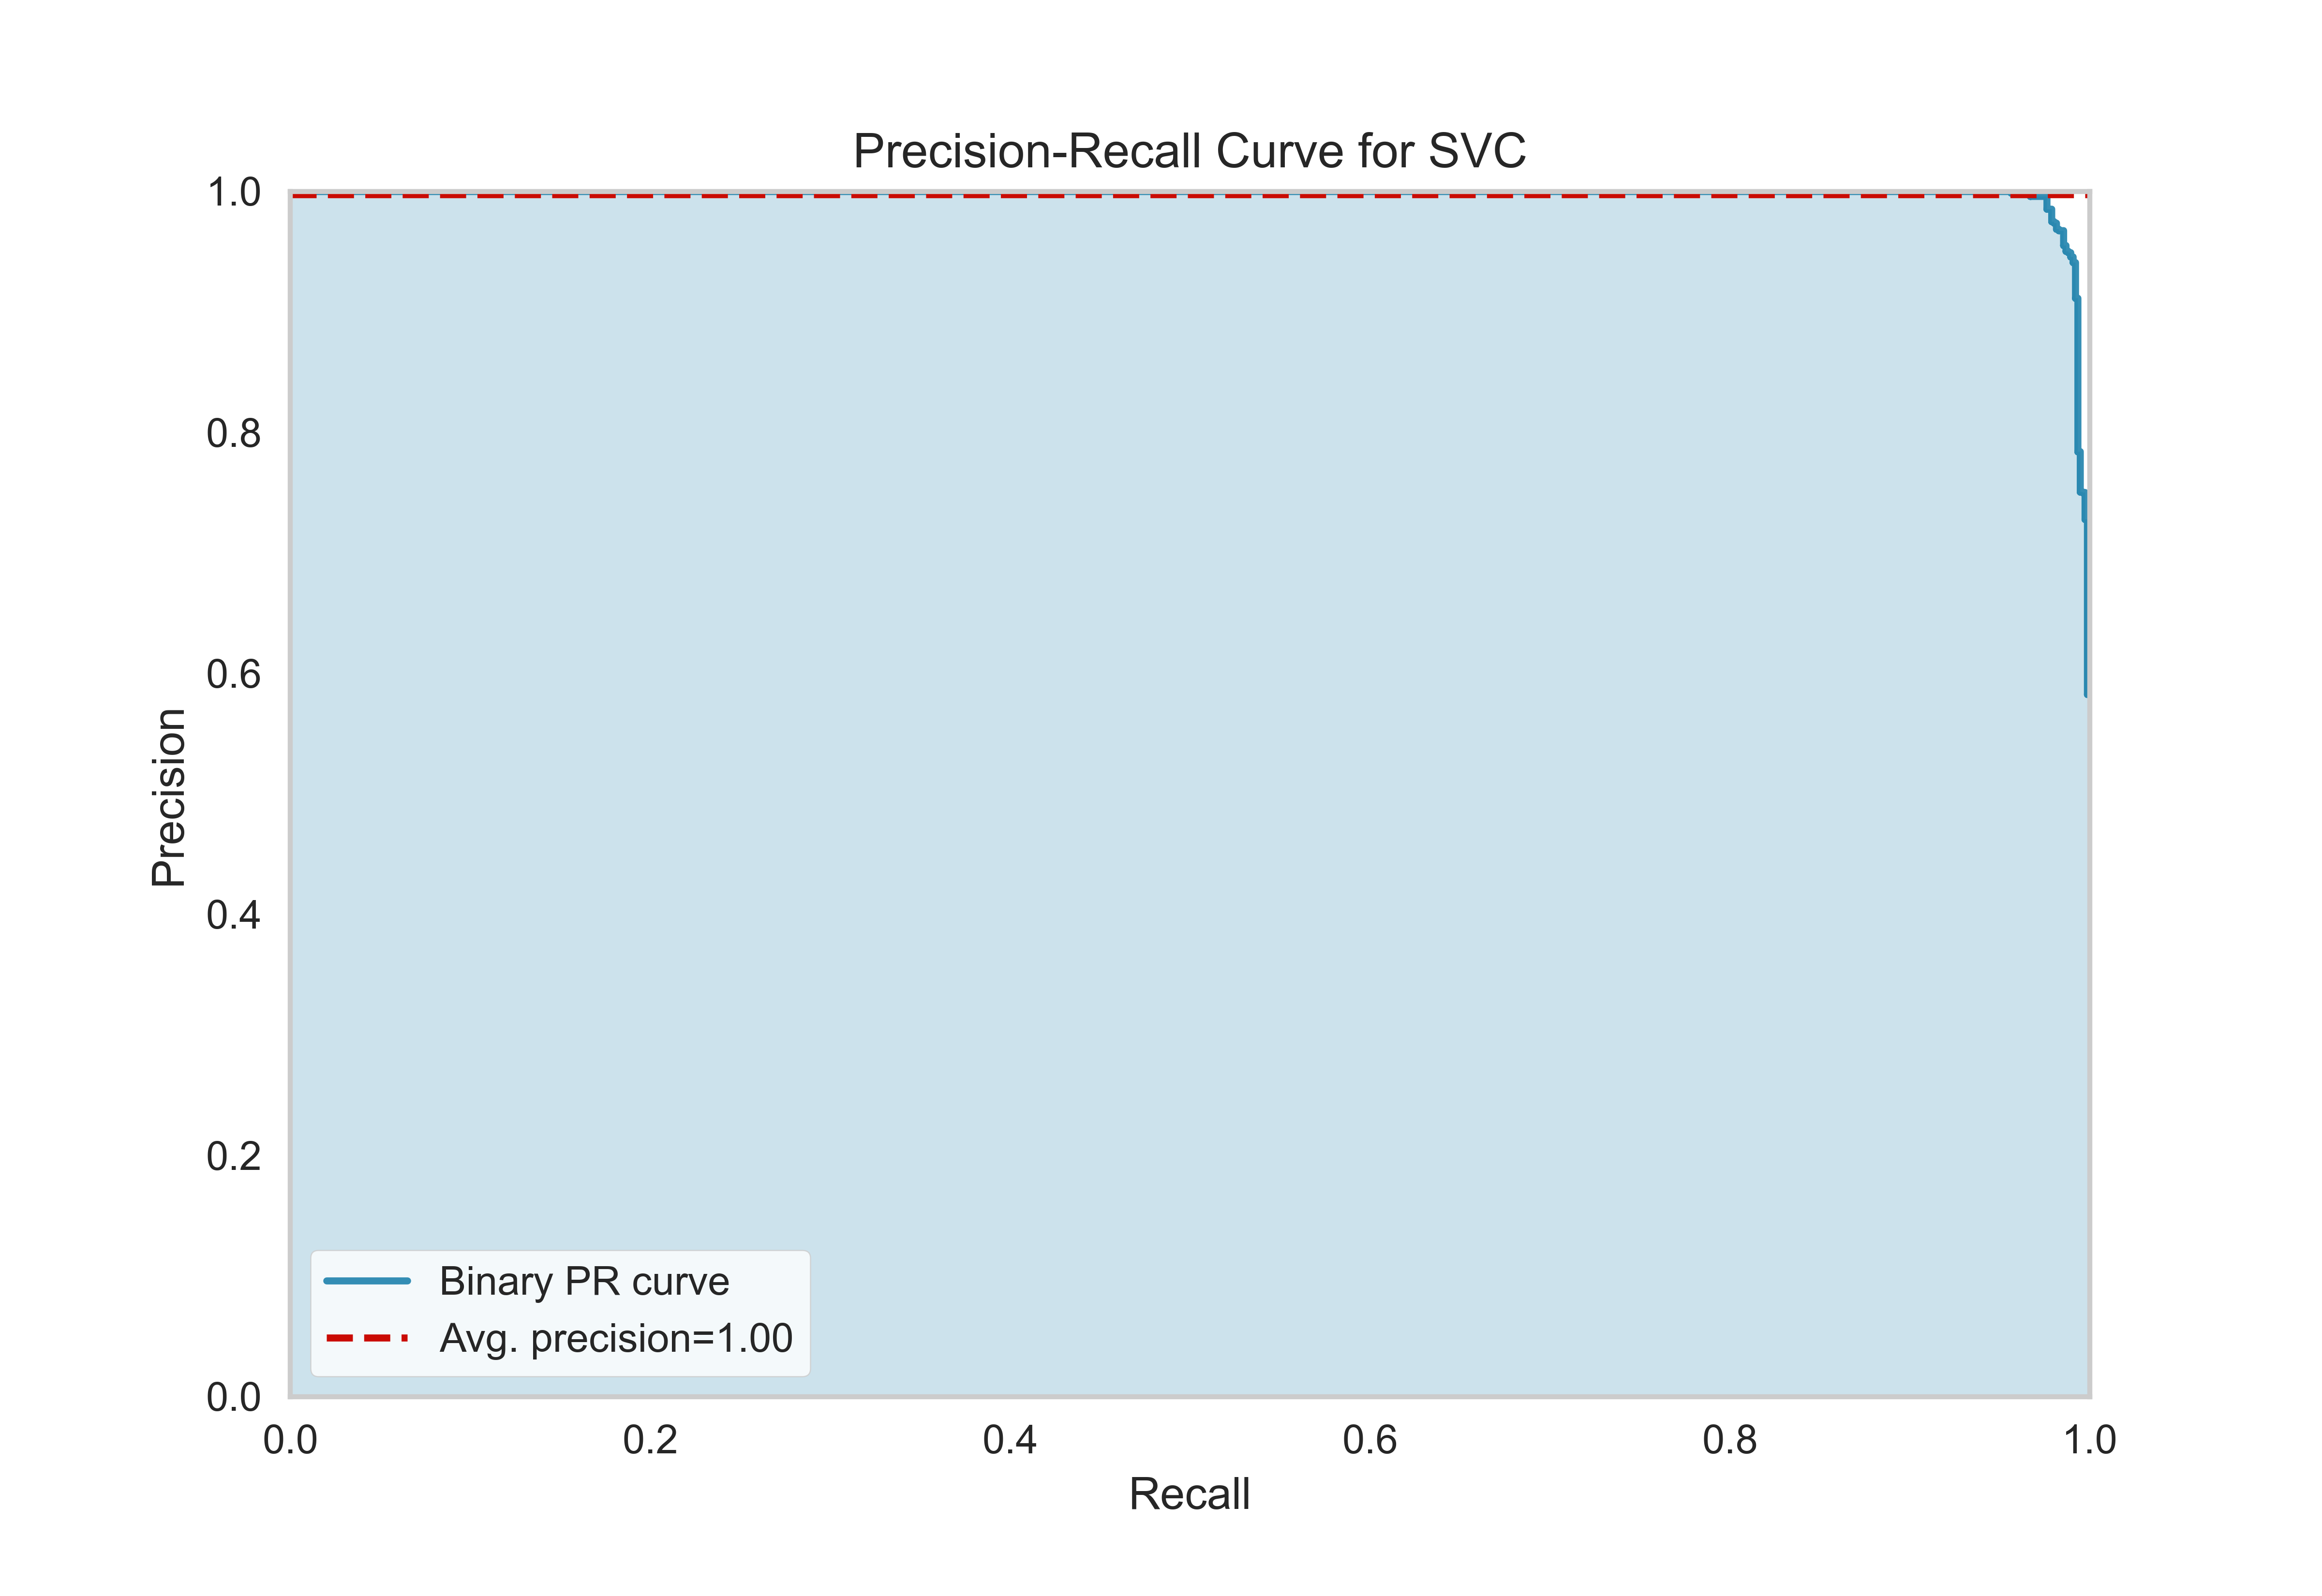 Precision-Recall Curve for SVC
1.0
0.8
0.6
0.4
0.2
0.0
Precision
Binary PR curve
Avg. precision=1.00
0.0 0.2 0.4 0.6 0.8 1.0
Recall